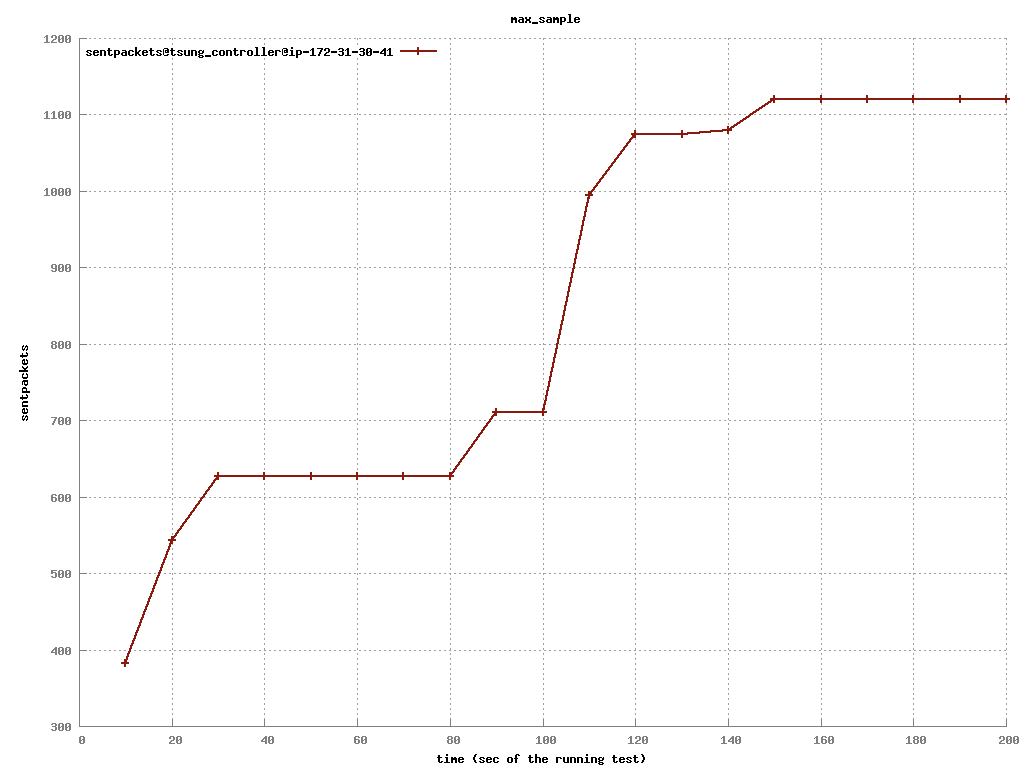 max_sample
sentpackets@tsung_controller@ip-172-31-30-41
1200
1100
1000
900
800
700
600
500
400
300
sentpackets
0 20 40 60 80 100 120 140 160 180 200
time (sec of the running test)